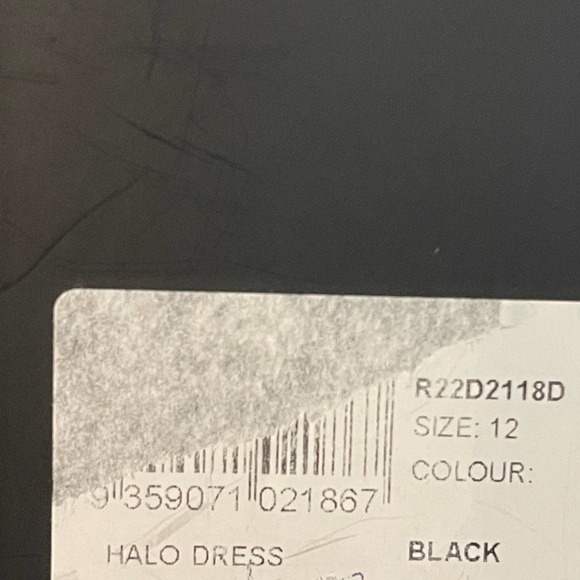 R22D2118D
SIZE: 12
COLOUR:
9 359071 021867
HALO DRESS BLACK